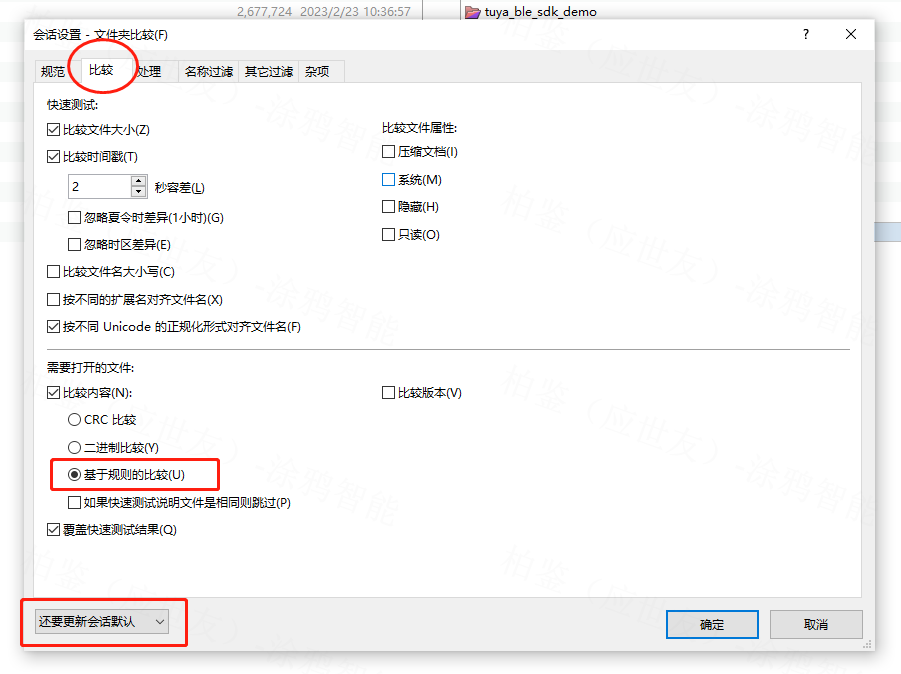 2,677,724 2023/2/23 10:36:57 tuya_ble_sdk_demo
会话设置 - 文件夹比较(F)
规范 比较 处理 名称过滤 其它过滤 杂项
快速测试:
比较文件大小(Z)
比较时间戳(T)
2 秒容差(L)
忽略夏令时差异(1小时)(G)
忽略时区差异(E)
比较文件名大小写(C)
按不同的扩展名对齐文件名(X)
按不同 Unicode 的正规化形式对齐文件名(F)
比较文件属性:
压缩文档(I)
系统(M)
隐藏(H)
只读(O)
需要打开的文件:
比较内容(N): 比较版本(V)
CRC 比较
二进制比较(Y)
基于规则的比较(U)
如果快速测试说明文件是相同则跳过(P)
覆盖快速测试结果(Q)
还要更新会话默认 确定 取消
柏鉴（应世友）-涂鸦智能